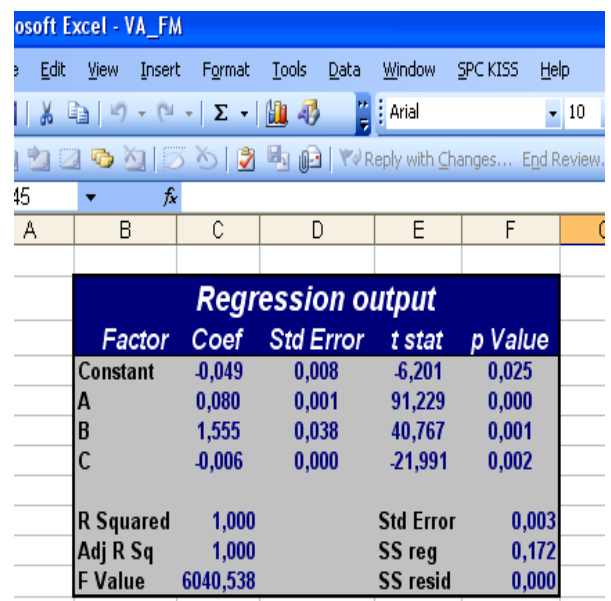 osoft Excel - VA_FM
Edit View Insert Format Tools Data Window SPC KISS Help
Σ Arial 10
Reply with Changes... End Review.
45 fx
A B C D E F
Regression output
Factor Coef Std Error t stat p Value
Constant -0,049 0,008 -6,201 0,025
A 0,080 0,001 91,229 0,000
B 1,555 0,038 40,767 0,001
C -0,006 0,000 -21,991 0,002
R Squared 1,000 Std Error 0,003
Adj R Sq 1,000 SS reg 0,172
F Value 6040,538 SS resid 0,000